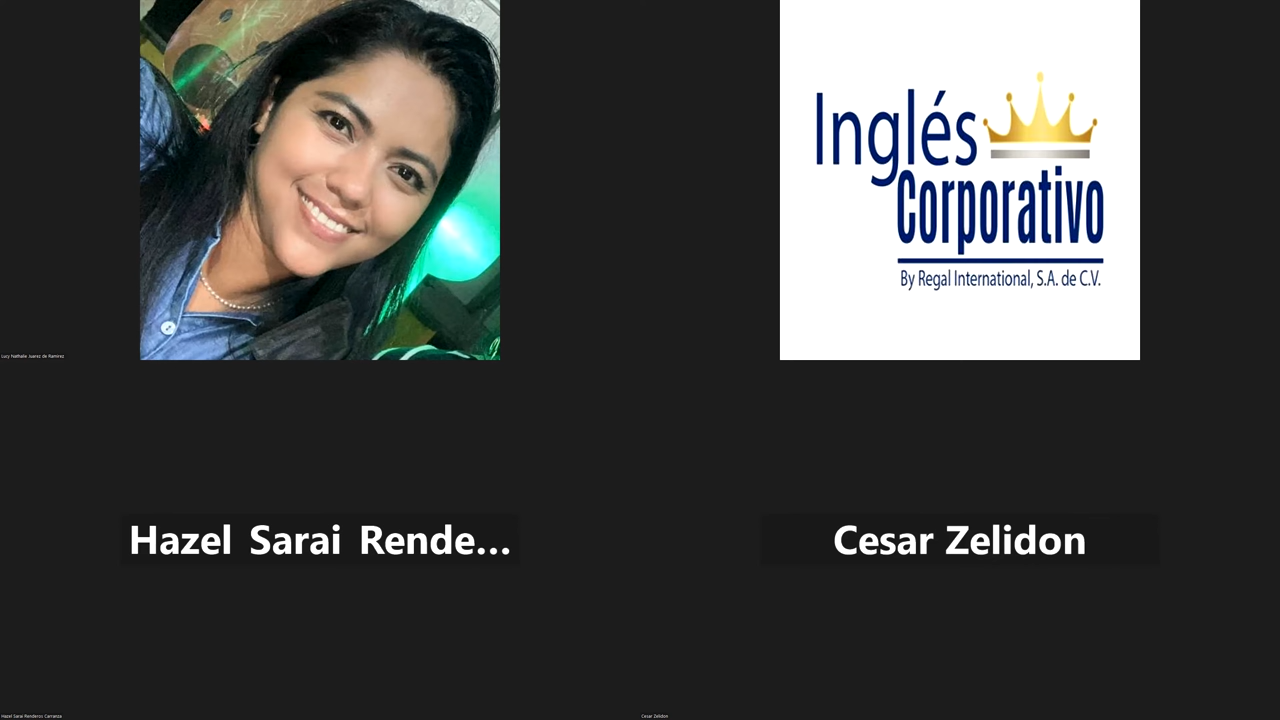 Inglés
Corporativo
By Regal International, S.A. de C.V.
Lucy Nathalie Juarez de Ramirez
Hazel Sarai Rende...
Cesar Zelidon
Hazel Sarai Renderos Carranza
Cesar Zelidon